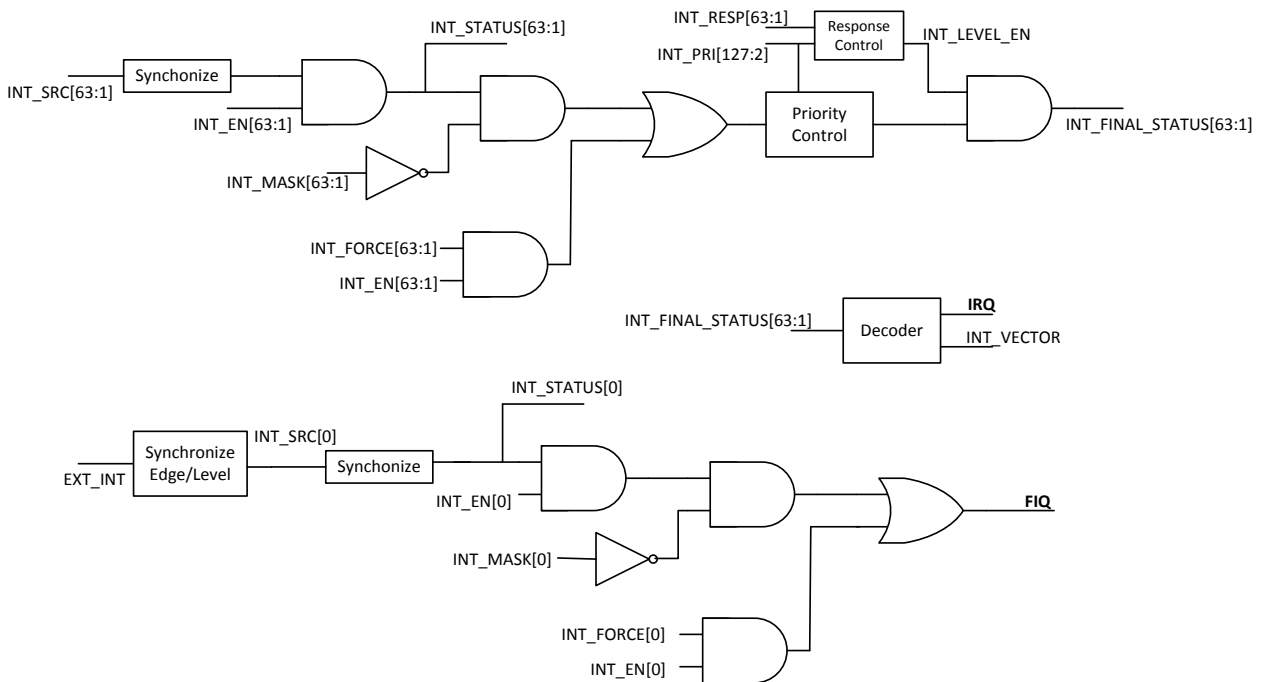 INT_STATUS[63:1]
INT_RESP[63:1]
Response
Control
INT_LEVEL_EN
INT_PRI[127:2]
Synchonize
INT_SRC[63:1]
INT_EN[63:1]
Priority
Control
INT_FINAL_STATUS[63:1]
INT_MASK[63:1]
INT_FORCE[63:1]
INT_EN[63:1]
IRQ
INT_FINAL_STATUS[63:1]
Decoder
INT_VECTOR
INT_STATUS[0]
INT_SRC[0]
Synchronize
Edge/Level
Synchonize
EXT_INT
INT_EN[0]
FIQ
INT_MASK[0]
INT_FORCE[0]
INT_EN[0]